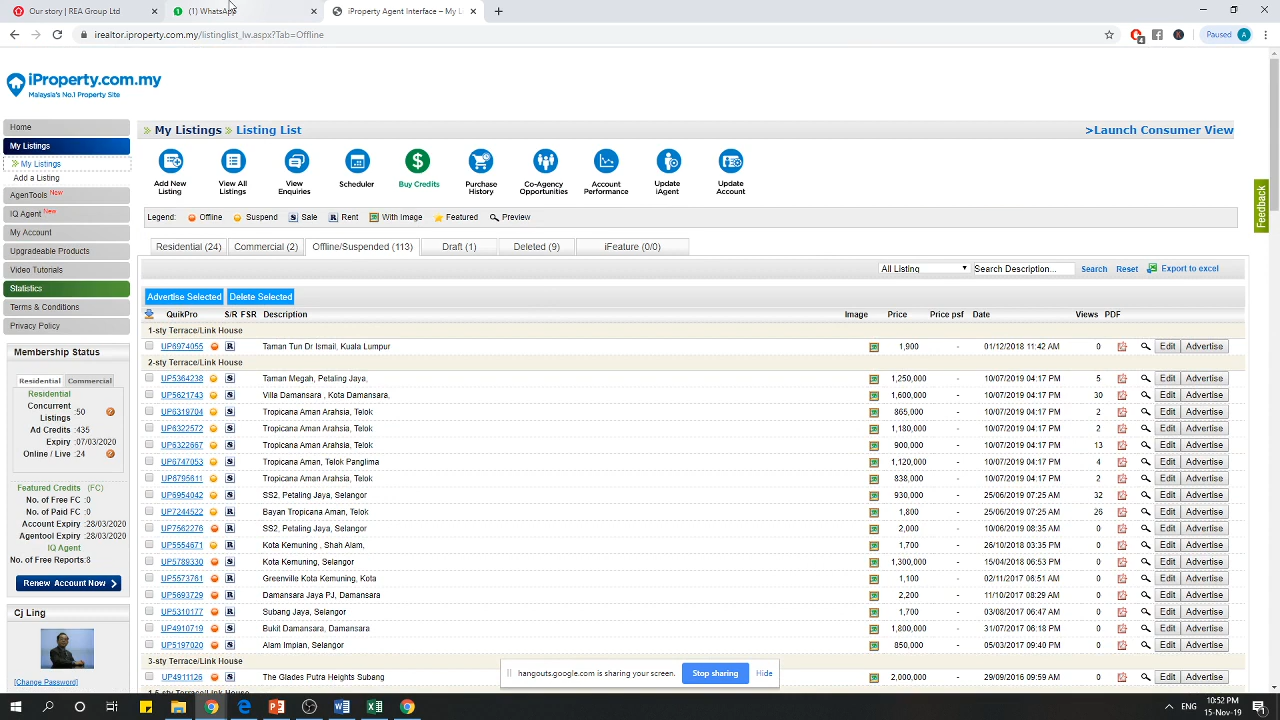 Our story | REA Group Ltd
(1) WhatsApp
iProperty Agent Interface – My L
irealtor.iproperty.com.my/listinglist_lw.aspx?Tab=Offline
4
Paused
A
iProperty.com.my
Malaysia's No.1 Property Site
Home
My Listings
My Listings
Add a Listing
AgenTools New
IQ Agent New
My Account
Upgradeable Products
Video Tutorials
Statistics
Terms & Conditions
Privacy Policy
Membership Status
Residential Commercial
Residential
Concurrent Listings :50
Ad Credits :435
Expiry :07/03/2020
Online / Live :24
Featured Credits (FC)
No. of Free FC :0
No. of Paid FC :0
Account Expiry :28/03/2020
Agentool Expiry :28/03/2020
IQ Agent
No. of Free Reports :8
Renew Account Now
Cj Ling
[Change Password]
My Listings Listing List
>Launch Consumer View
Add New Listing
View All Listings
View Enquiries
Scheduler
Buy Credits
Purchase History
Co-Agency Opportunities
Account Performance
Update iAgent
Update Account
Feedback
Legend: Offline Suspend S Sale R Rent With Image Featured Preview
Residential (24) Commercial (2) Offline/Suspended (113) Draft (1) Deleted (9) iFeature (0/0)
All Listing Search Description... Search Reset Export to excel
Advertise Selected Delete Selected
QuikPro S/R FSR Description Image Price Price psf Date Views PDF
1-sty Terrace/Link House
UP6974055 R Taman Tun Dr Ismail, Kuala Lumpur 1,900 - 01/12/2018 11:42 AM 0 Edit Advertise
2-sty Terrace/Link House
UP5364238 S Taman Megah, Petaling Jaya, 1,250,000 - 10/07/2019 04:17 PM 5 Edit Advertise
UP5621743 S Villa Damansara , Kota Damansara, 1,600,000 - 10/07/2019 04:17 PM 30 Edit Advertise
UP6319704 S Tropicana Aman Arahsia, Telok 865,000 - 10/07/2019 04:17 PM 2 Edit Advertise
UP6322572 S Tropicana Aman Arahsia, Telok 1,180,000 - 10/07/2019 04:17 PM 2 Edit Advertise
UP6322667 S Tropicana Aman Arahsia, Telok 900,000 - 10/07/2019 04:17 PM 13 Edit Advertise
UP6747053 S Tropicana Aman, Telok Panglima 1,120,000 - 10/07/2019 04:17 PM 4 Edit Advertise
UP6795611 S Tropicana Aman Arahsia, Telok 838,000 - 10/07/2019 04:17 PM 2 Edit Advertise
UP6954042 S SS2, Petaling Jaya, Selangor 930,000 - 25/06/2019 07:25 AM 32 Edit Advertise
UP7244522 R Bayan Tropicana Aman, Telok 1,800 - 25/06/2019 07:25 AM 26 Edit Advertise
UP7562276 R SS2, Petaling Jaya, Selangor 2,000 - 10/06/2019 08:35 AM 0 Edit Advertise
UP5554671 R Kota Kemuning , Shah Alam, 1,700 - 26/10/2018 03:35 PM 0 Edit Advertise
UP5789330 S Kota Kemuning, Selangor 1,300,000 - 15/04/2018 06:53 PM 0 Edit Advertise
UP5573761 R Greenville Kota Kemuning, Kota 1,100 - 02/11/2017 06:51 AM 0 Edit Advertise
UP5693729 R Damansara Jaya PJ, Damansara 2,200 - 11/10/2017 08:29 AM 0 Edit Advertise
UP5310177 R Subang Jaya, Selangor 1,700 - 03/08/2017 06:47 AM 0 Edit Advertise
UP4910719 S Bukit Damansara, Damansara 1,800,000 - 31/07/2017 06:18 PM 0 Edit Advertise
UP5197020 S Alam Impian, Selangor 850,000 - 05/03/2017 09:40 PM 0 Edit Advertise
3-sty Terrace/Link House
UP4911126 S The Glades Putra Heights Subang 2,000,000 - 29/09/2016 09:59 AM 0 Edit Advertise
hangouts.google.com is sharing your screen. Stop sharing Hide
ENG
10:52 PM
15-Nov-19